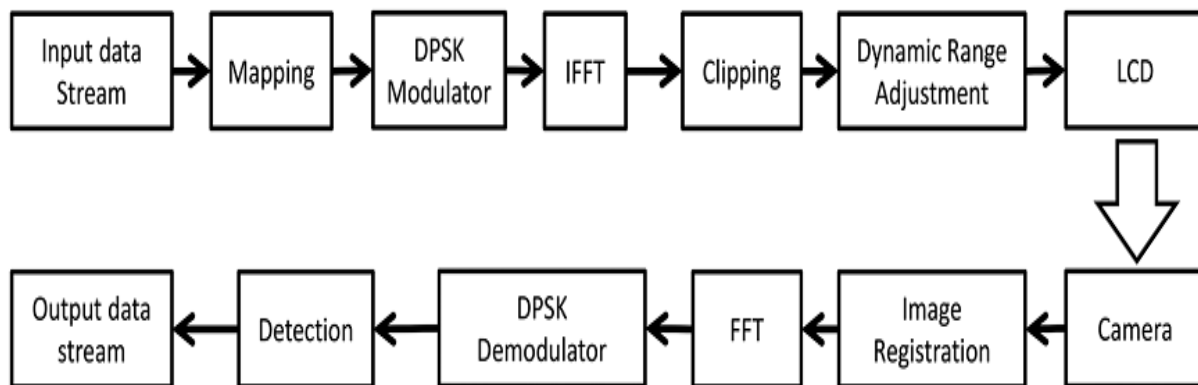 Input data
Stream
Mapping
DPSK
Modulator
IFFT
Clipping
Dynamic Range
Adjustment
LCD
Output data
stream
Detection
DPSK
Demodulator
FFT
Image
Registration
Camera